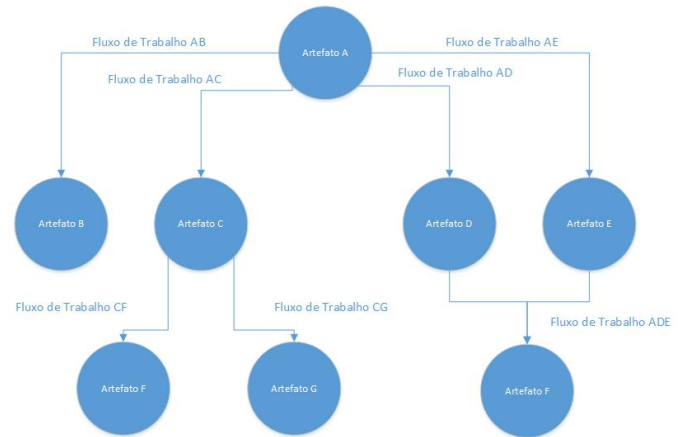 Fluxo de Trabalho AB
Artefato A
Fluxo de Trabalho AE
Fluxo de Trabalho AC
Fluxo de Trabalho AD
Artefato B
Artefato C
Artefato D
Artefato E
Fluxo de Trabalho CF
Fluxo de Trabalho CG
Fluxo de Trabalho ADE
Artefato F
Artefato G
Artefato F